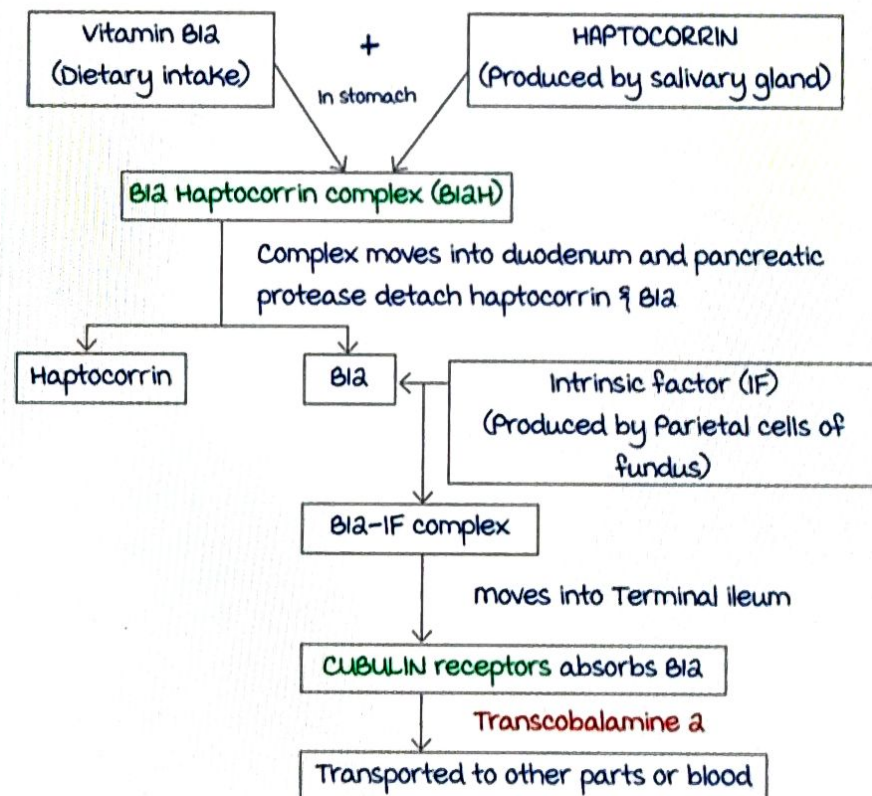 Vitamin B12
(Dietary intake)
+
In stomach
HAPTOCORRIN
(Produced by salivary gland)
B12 Haptocorrin complex (B12H)
Complex moves into duodenum and pancreatic
protease detach haptocorrin & B12
Haptocorrin
B12
Intrinsic factor (IF)
(Produced by Parietal cells of
fundus)
B12-IF complex
moves into Terminal ileum
CUBULIN receptors absorbs B12
Transcobalamine 2
Transported to other parts or blood